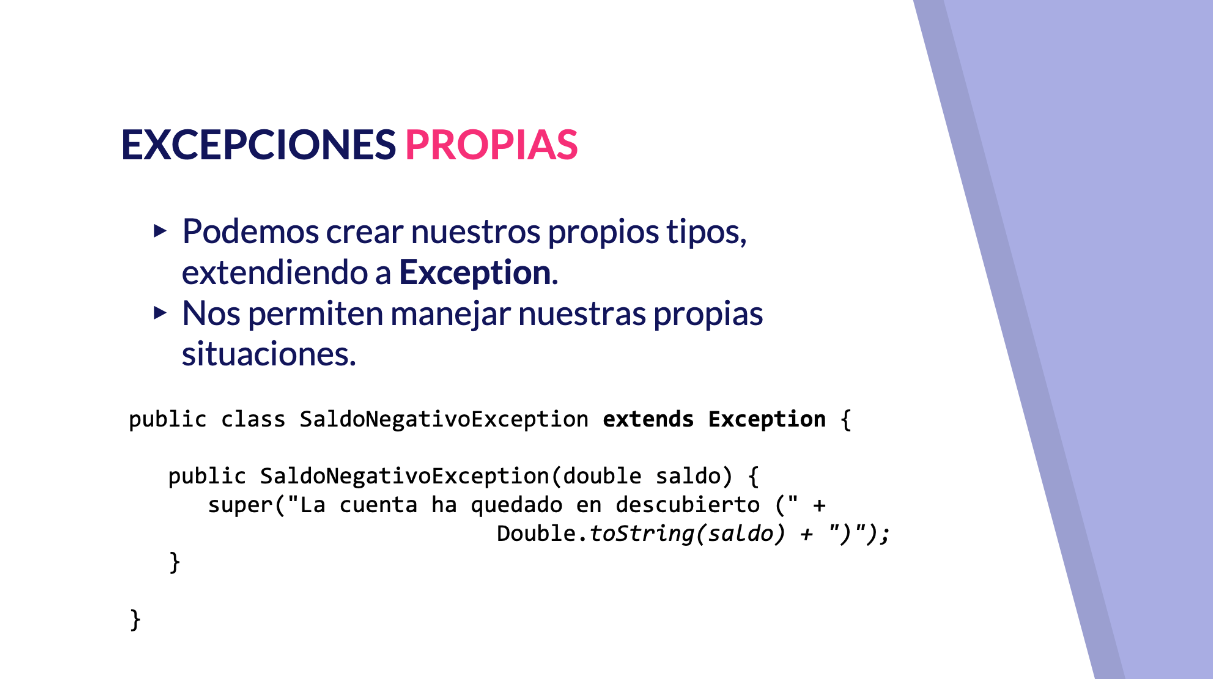 EXCEPCIONES PROPIAS
▸ Podemos crear nuestros propios tipos,
extendiendo a Exception.
▸ Nos permiten manejar nuestras propias
situaciones.
public class SaldoNegativoException extends Exception {
   public SaldoNegativoException(double saldo) {
      super("La cuenta ha quedado en descubierto (" +
                            Double.toString(saldo) + ")");
   }
}